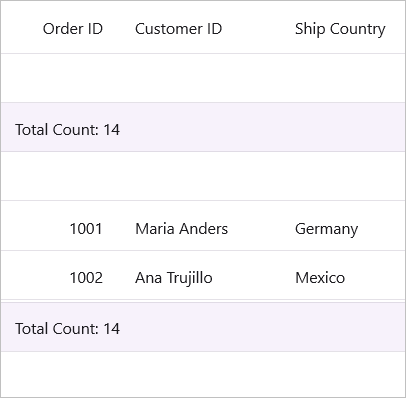 Order ID Customer ID Ship Country
Total Count: 14
1001 Maria Anders Germany
1002 Ana Trujillo Mexico
Total Count: 14